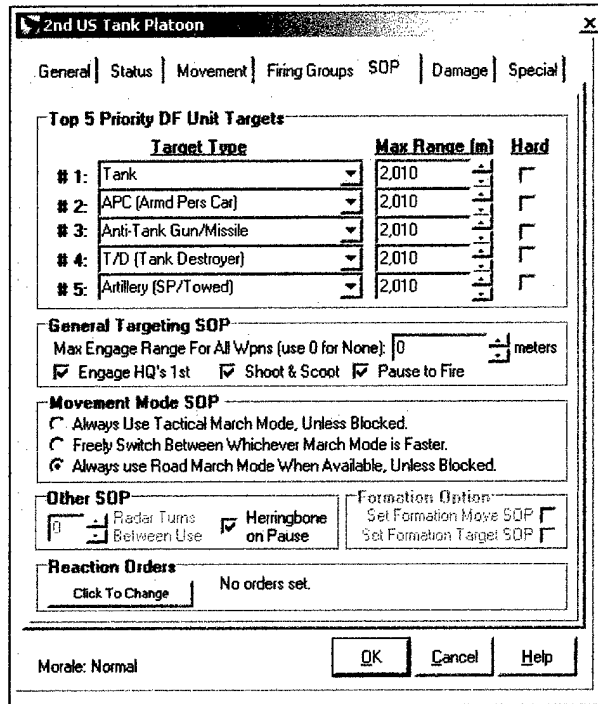 2nd US Tank Platoon x
General Status Movement Firing Groups SOP Damage Special
Top 5 Priority DF Unit Targets
Target Type Max Range (m) Hard
# 1: Tank 2,010
# 2: APC (Armd Pers Car) 2,010
# 3: Anti-Tank Gun/Missile 2,010
# 4: T/D (Tank Destroyer) 2,010
# 5: Artillery (SP/Towed) 2,010
General Targeting SOP
Max Engage Range For All Wpns (use 0 for None): 0 meters
Engage HQ's 1st Shoot & Scoot Pause to Fire
Movement Mode SOP
Always Use Tactical March Mode, Unless Blocked.
Freely Switch Between Whichever March Mode is Faster.
Always use Road March Mode When Available, Unless Blocked.
Other SOP Formation Option
0 Radar Turns Herringbone Set Formation Move SOP
Between Use on Pause Set Formation Target SOP
Reaction Orders
Click To Change No orders set.
Morale: Normal OK Cancel Help